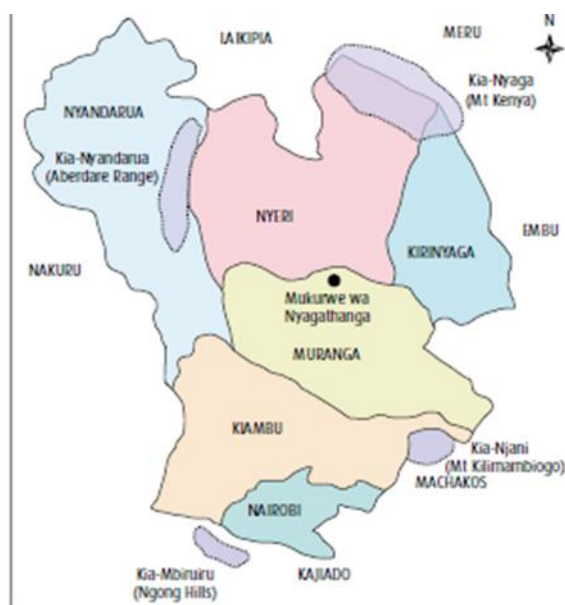 N
LAIKIPIA
MERU
Kia-Nyaga
(Mt Kenya)
NYANDARUA
Kia-Nyandarua
(Aberdare Range)
NYERI
EMBU
KIRINYAGA
NAKURU
Mukurwe wa
Nyagathanga
MURANGA
KIAMBU
Kia-Njani
(Mt Kilimambiogo)
MACHAKOS
NAIROBI
Kia-Mbiruiru
(Ngong Hills)
KAJIADO